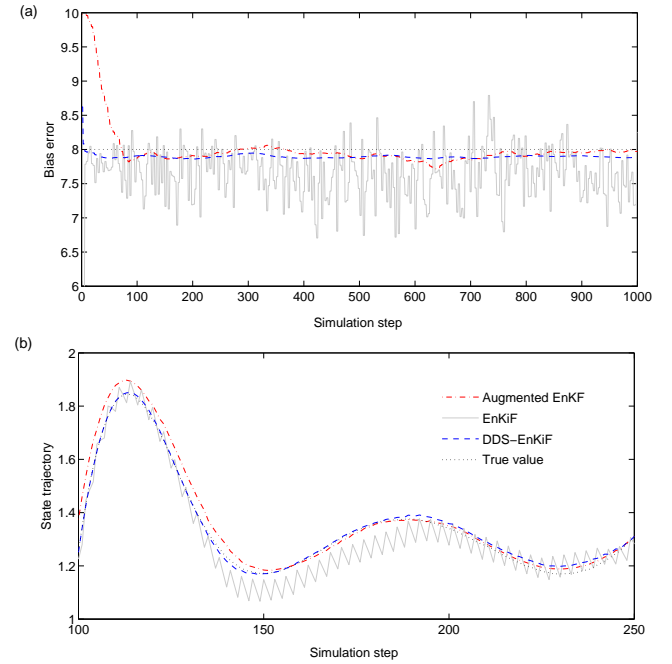 (a)
10
9.5
9
8.5
8
7.5
7
6.5
6
Bias error
0 100 200 300 400 500 600 700 800 900 1000
Simulation step
(b)
2
1.8
1.6
1.4
1.2
1
State trajectory
Augmented EnKF
EnKiF
DDS−EnKiF
True value
100 150 200 250
Simulation step